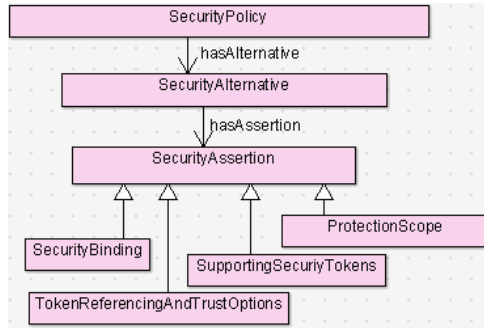 SecurityPolicy
hasAlternative
SecurityAlternative
hasAssertion
SecurityAssertion
ProtectionScope
SecurityBinding
SupportingSecuriyTokens
TokenReferencingAndTrustOptions